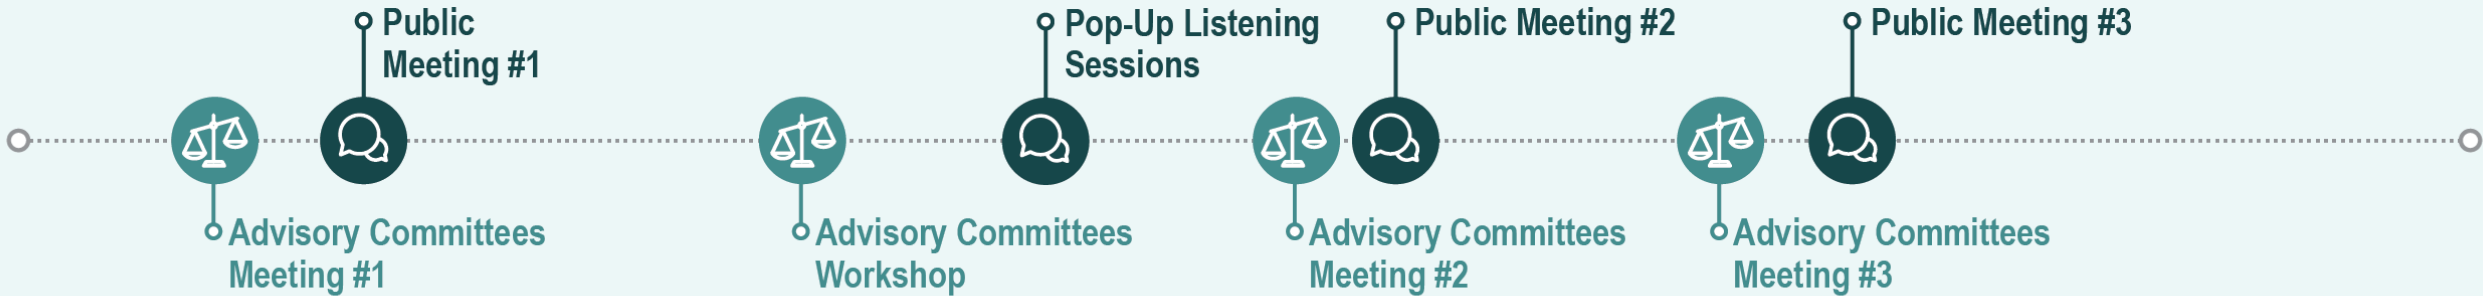 Public
Meeting #1
Pop-Up Listening
Sessions
Public Meeting #2
Public Meeting #3
Advisory Committees
Meeting #1
Advisory Committees
Workshop
Advisory Committees
Meeting #2
Advisory Committees
Meeting #3